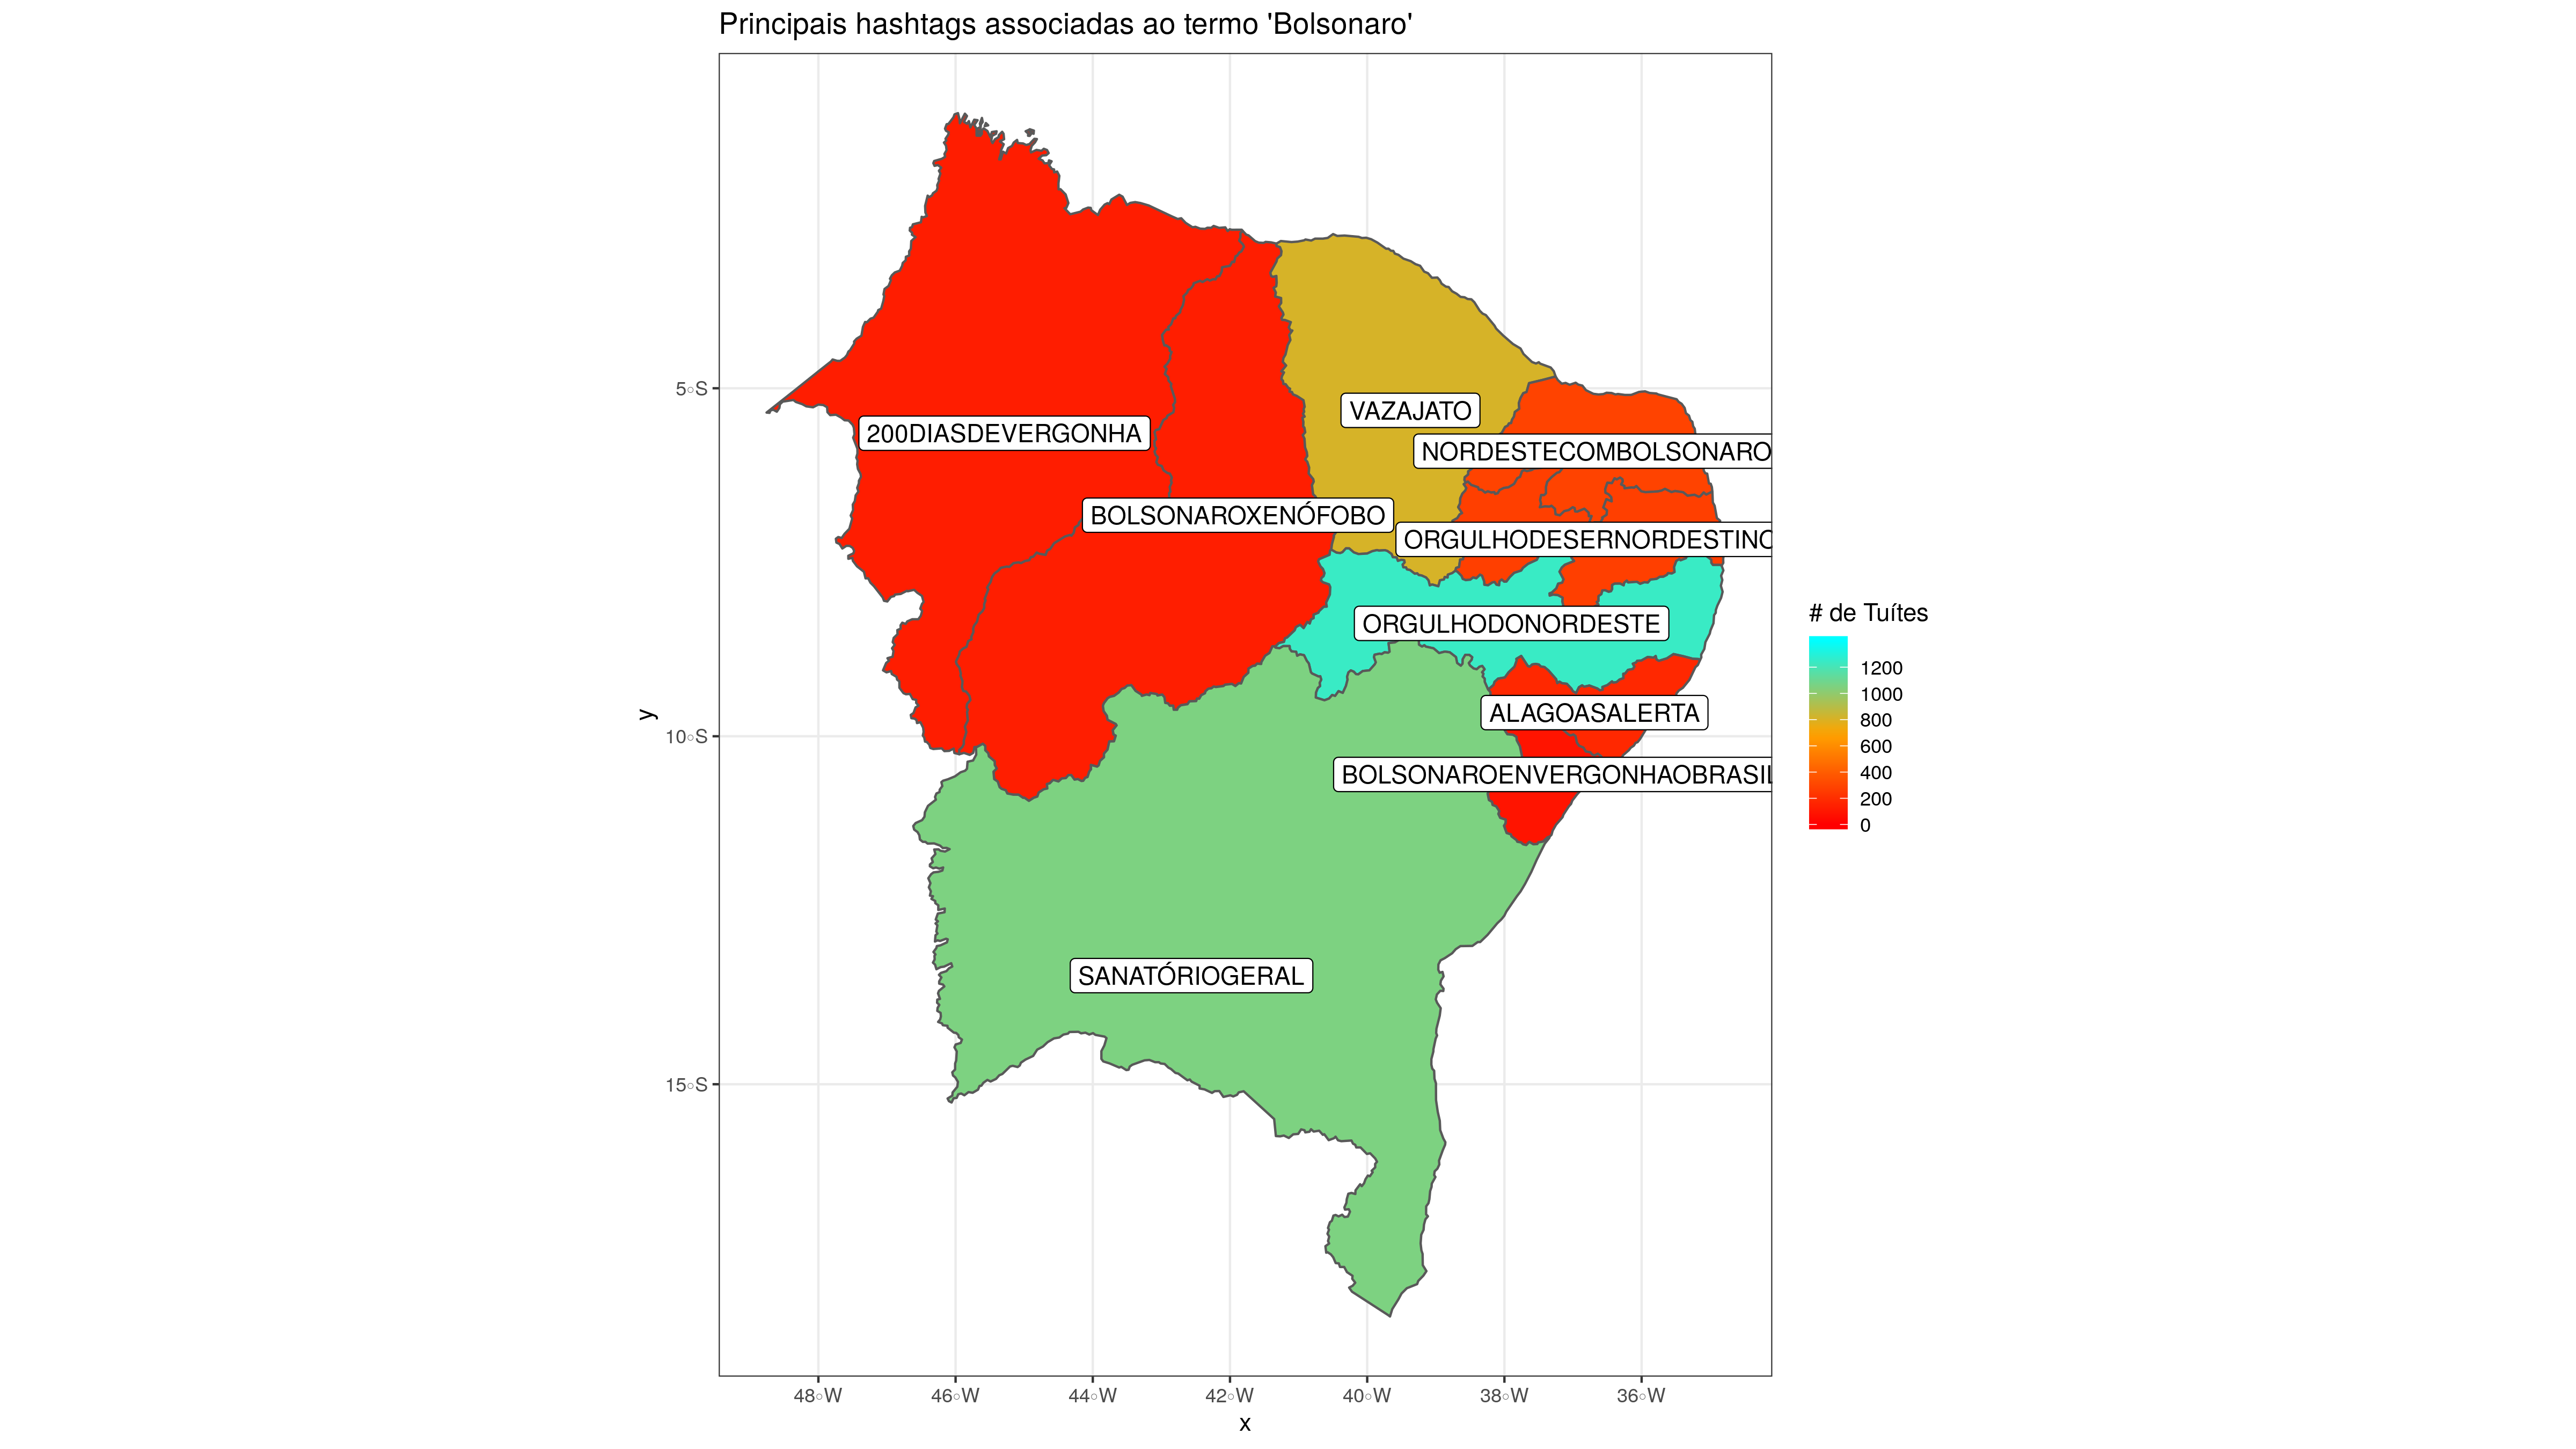 Principais hashtags associadas ao termo 'Bolsonaro'
5°S
10°S
15°S
y
200DIASDEVERGONHA
VAZAJATO
NORDESTECOMBOLSONARO
BOLSONAROXENÓFOBO
ORGULHODESERNORDESTINO
ORGULHODONORDESTE
ALAGOASALERTA
BOLSONAROENVERGONHAOBRASIL
SANATÓRIOGERAL
48°W 46°W 44°W 42°W 40°W 38°W 36°W
x
# de Tuítes
1200
1000
800
600
400
200
0